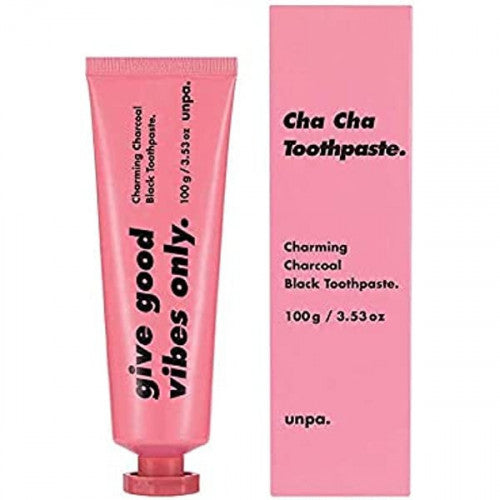 give good
vibes only.
Charming Charcoal
Black Toothpaste.
100g / 3.53oz unpa.
Cha Cha
Toothpaste.
Charming
Charcoal
Black Toothpaste.
100g / 3.53oz
unpa.